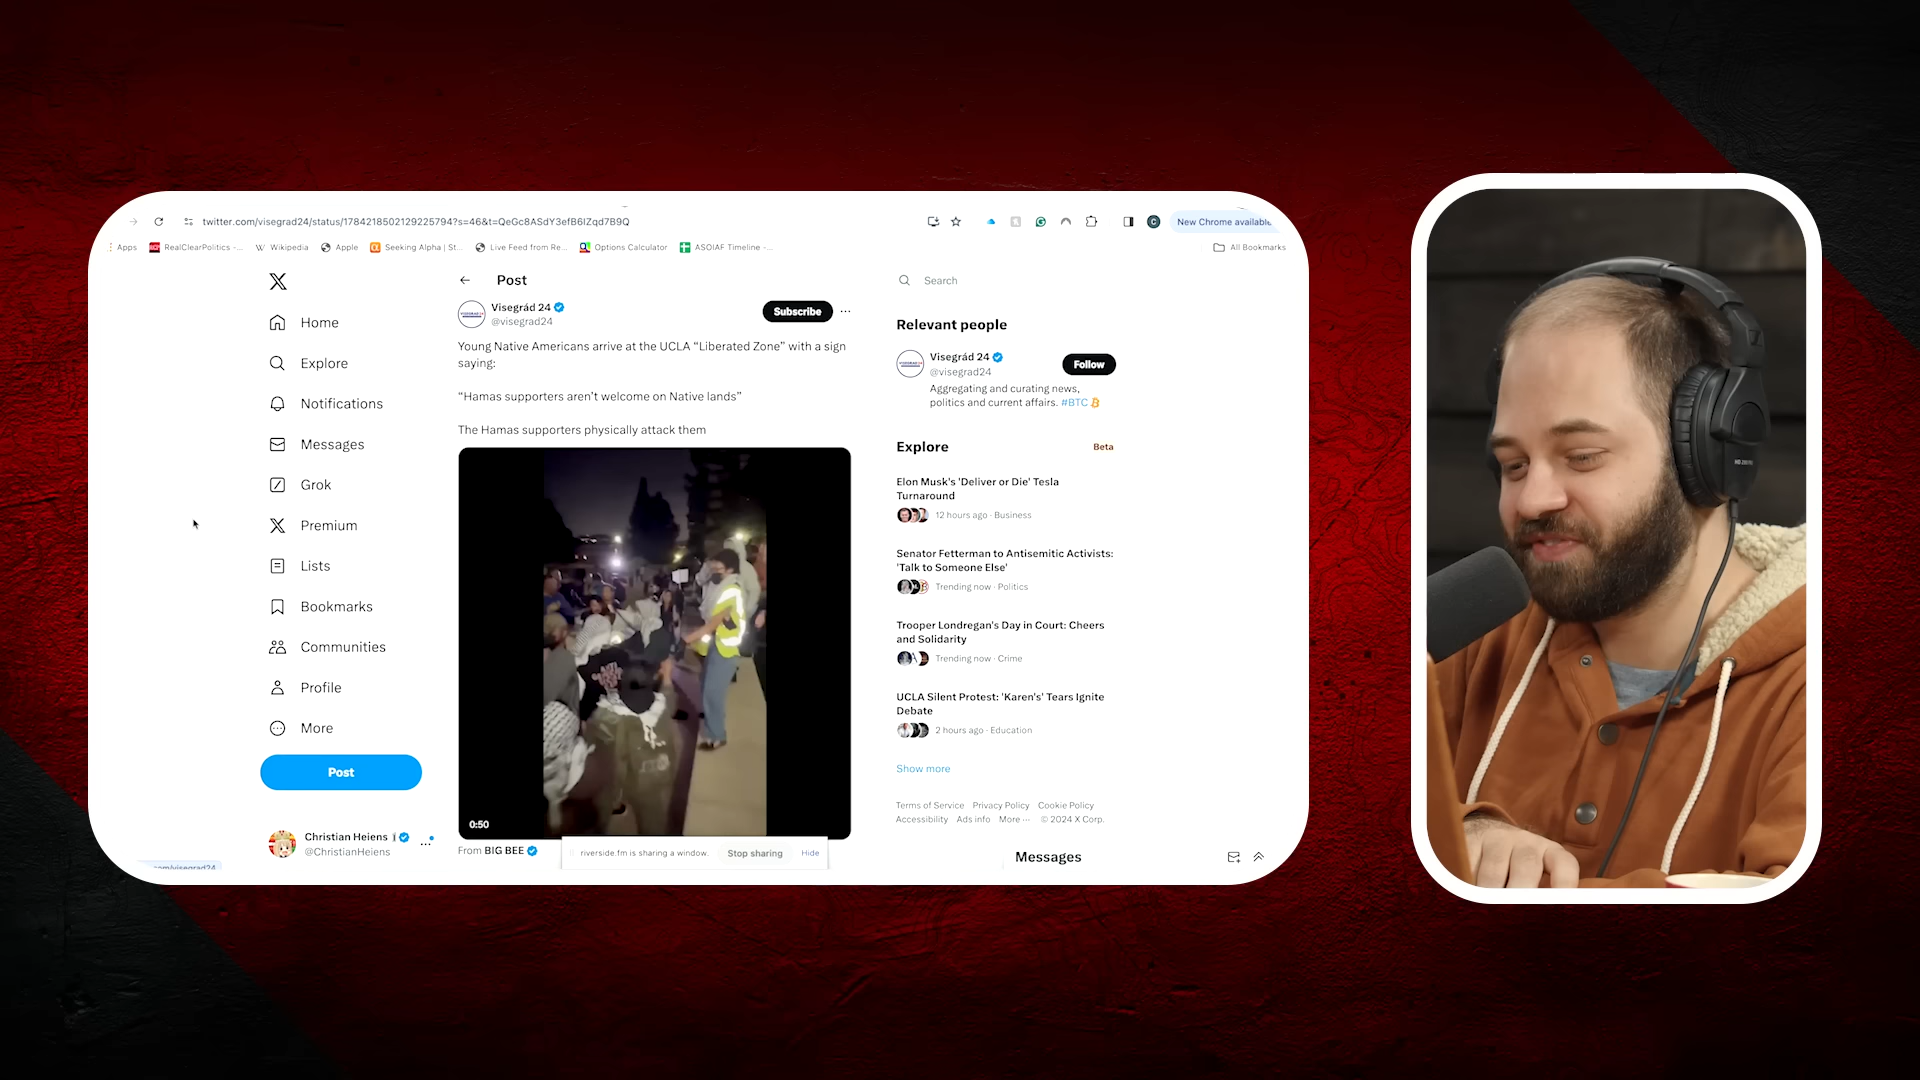 twitter.com/visegrad24/status/1784218502129225794?s=46&t=QeGc8ASdY3efB6IZqd7B9Q
New Chrome available
Apps
RealClearPolitics -...
Wikipedia
Apple
Seeking Alpha | St...
Live Feed from Re...
Options Calculator
ASOIAF Timeline -...
All Bookmarks
Home
Explore
Notifications
Messages
Grok
Premium
Lists
Bookmarks
Communities
Profile
More
Post
Christian Heiens
@ChristianHeiens
Post
Visegrád 24
@visegrad24
Subscribe
Young Native Americans arrive at the UCLA “Liberated Zone” with a sign
saying:
“Hamas supporters aren’t welcome on Native lands”
The Hamas supporters physically attack them
0:50
From BIG BEE
riverside.fm is sharing a window.
Stop sharing
Hide
Search
Relevant people
Visegrád 24
@visegrad24
Follow
Aggregating and curating news,
politics and current affairs. #BTC
Explore
Beta
Elon Musk's 'Deliver or Die' Tesla
Turnaround
12 hours ago · Business
Senator Fetterman to Antisemitic Activists:
'Talk to Someone Else'
Trending now · Politics
Trooper Londregan's Day in Court: Cheers
and Solidarity
Trending now · Crime
UCLA Silent Protest: 'Karen's' Tears Ignite
Debate
2 hours ago · Education
Show more
Terms of Service Privacy Policy Cookie Policy
Accessibility Ads info More ··· © 2024 X Corp.
Messages